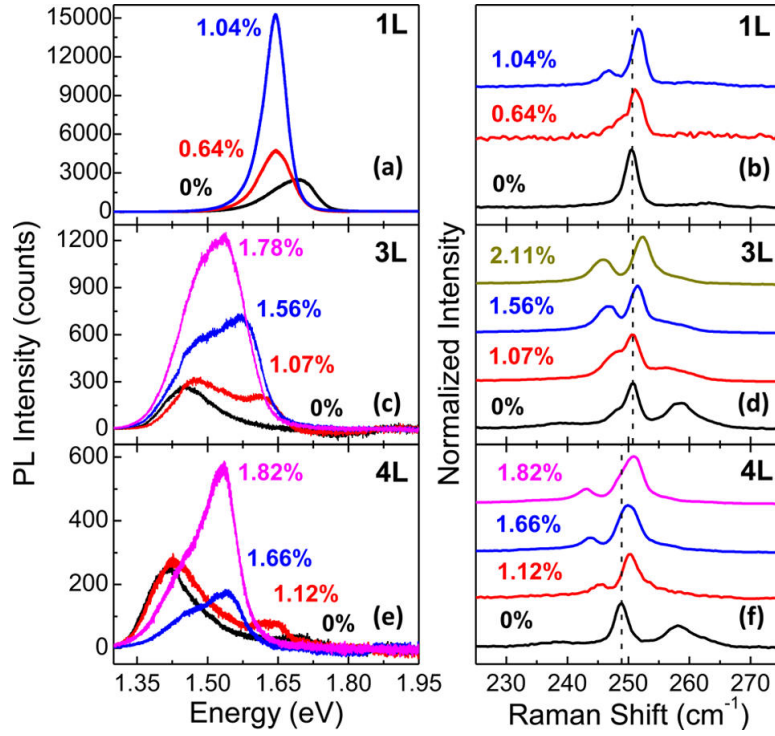 PL Intensity (counts)
15000
12000
9000
6000
3000
0
1.04%
0.64%
0%
1L
(a)
1200
900
600
300
0
1.78%
1.56%
1.07%
0%
3L
(c)
600
400
200
0
1.82%
1.66%
1.12%
0%
4L
(e)
1.35 1.50 1.65 1.80 1.95
Energy (eV)
Normalized Intensity
1.04%
0.64%
0%
1L
(b)
2.11%
1.56%
1.07%
0%
3L
(d)
1.82%
1.66%
1.12%
0%
4L
(f)
230 240 250 260 270
Raman Shift (cm⁻¹)